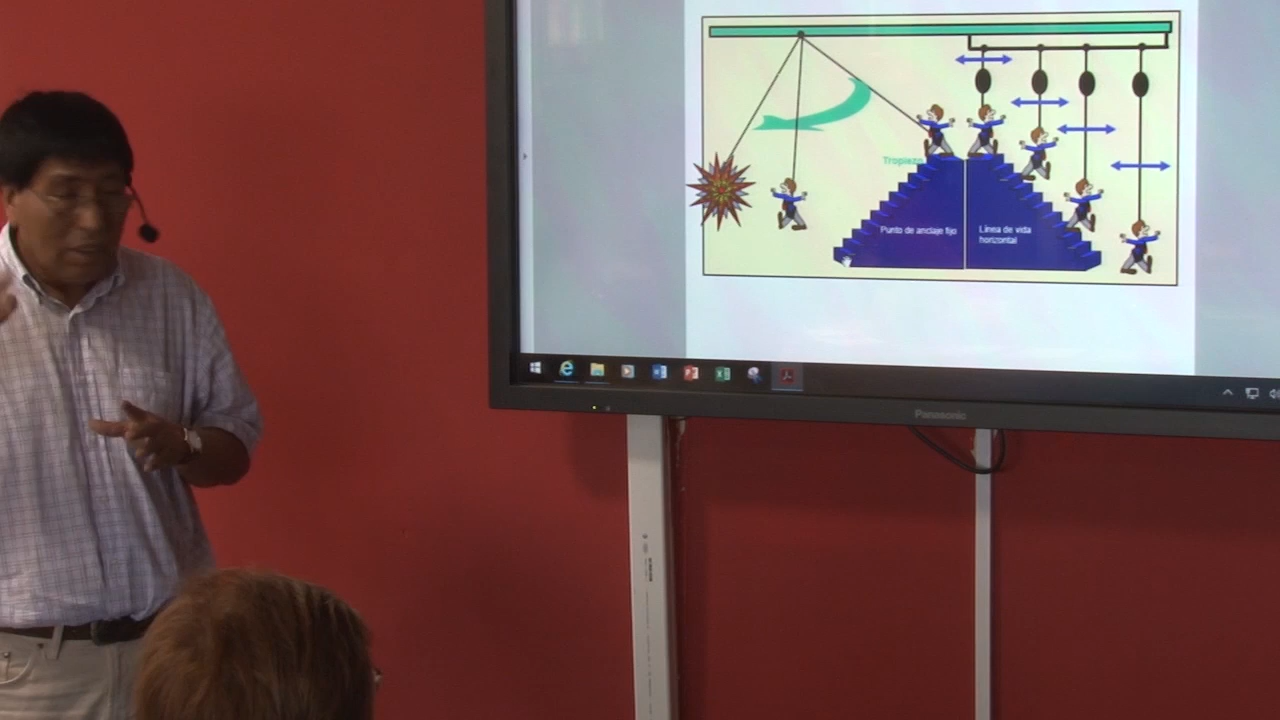 Tropiezo
Punto de anclaje fijo
Línea de vida
horizontal
Panasonic